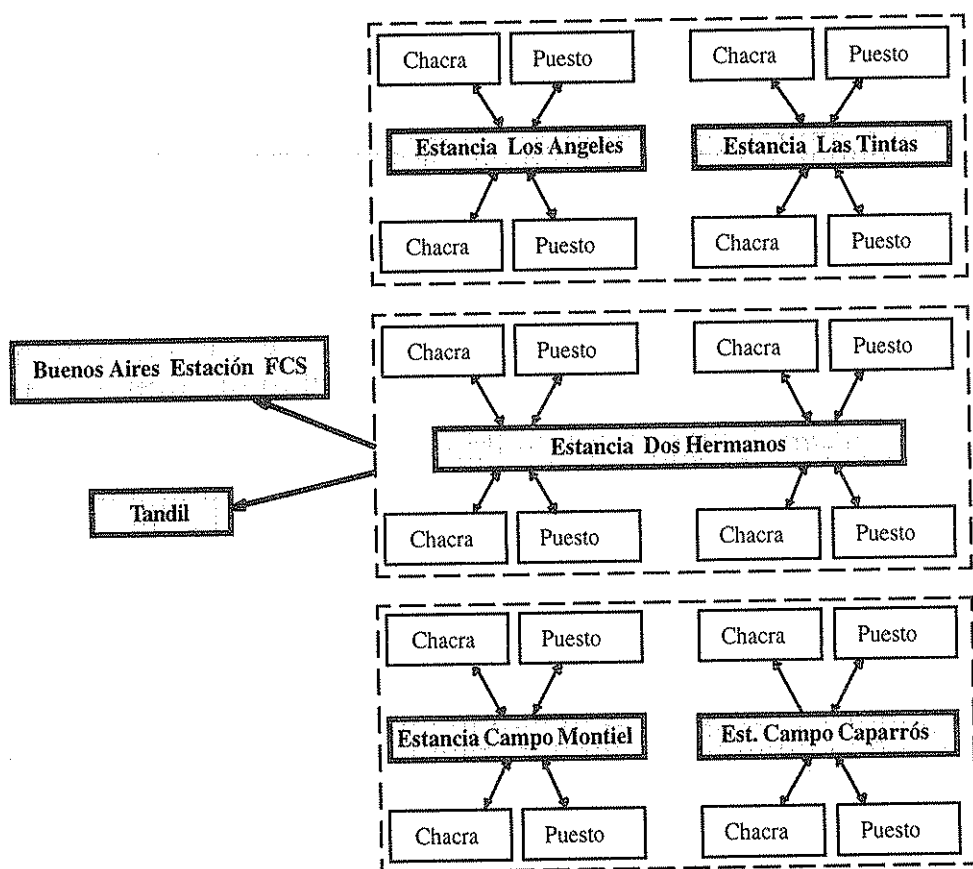 Chacra Puesto Chacra Puesto
Estancia Los Angeles Estancia Las Tintas
Chacra Puesto Chacra Puesto
Chacra Puesto Chacra Puesto
Buenos Aires Estación FCS
Estancia Dos Hermanos
Tandil
Chacra Puesto Chacra Puesto
Chacra Puesto Chacra Puesto
Estancia Campo Montiel Est. Campo Caparrós
Chacra Puesto Chacra Puesto